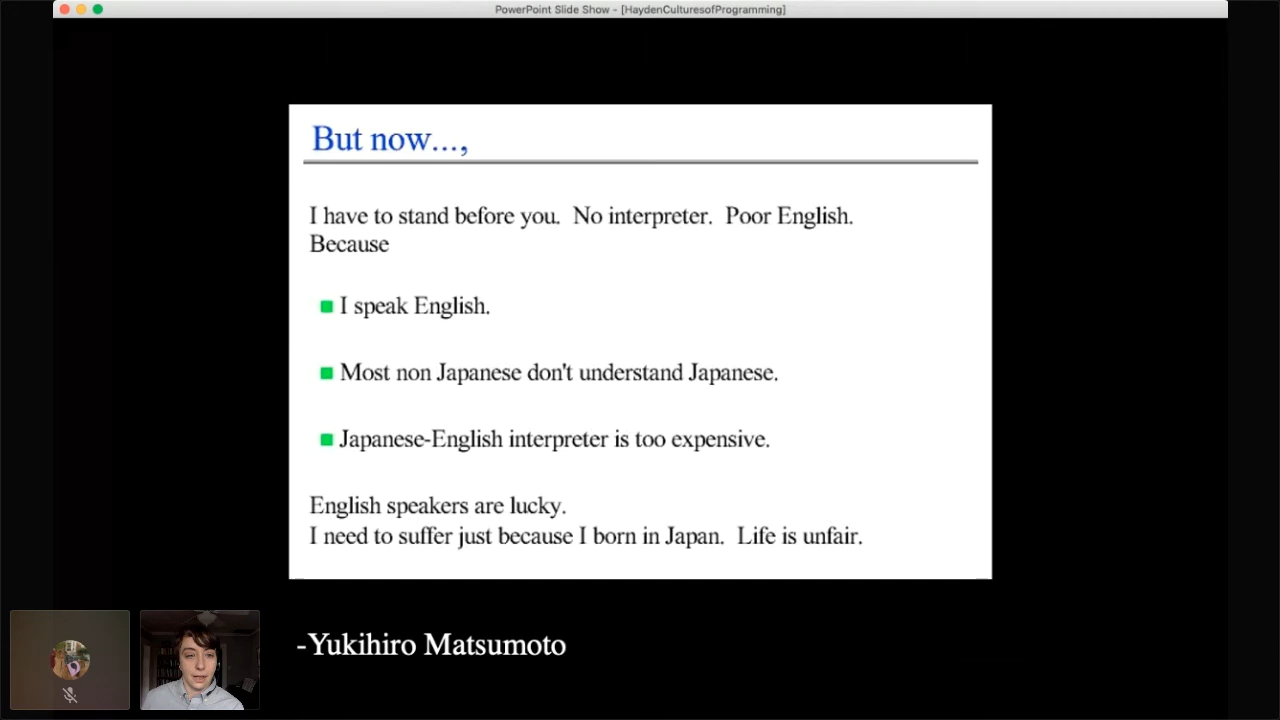 PowerPoint Slide Show - [HaydenCulturesofProgramming]
But now...,
I have to stand before you. No interpreter. Poor English.
Because
I speak English.
Most non Japanese don't understand Japanese.
Japanese-English interpreter is too expensive.
English speakers are lucky.
I need to suffer just because I born in Japan. Life is unfair.
-Yukihiro Matsumoto